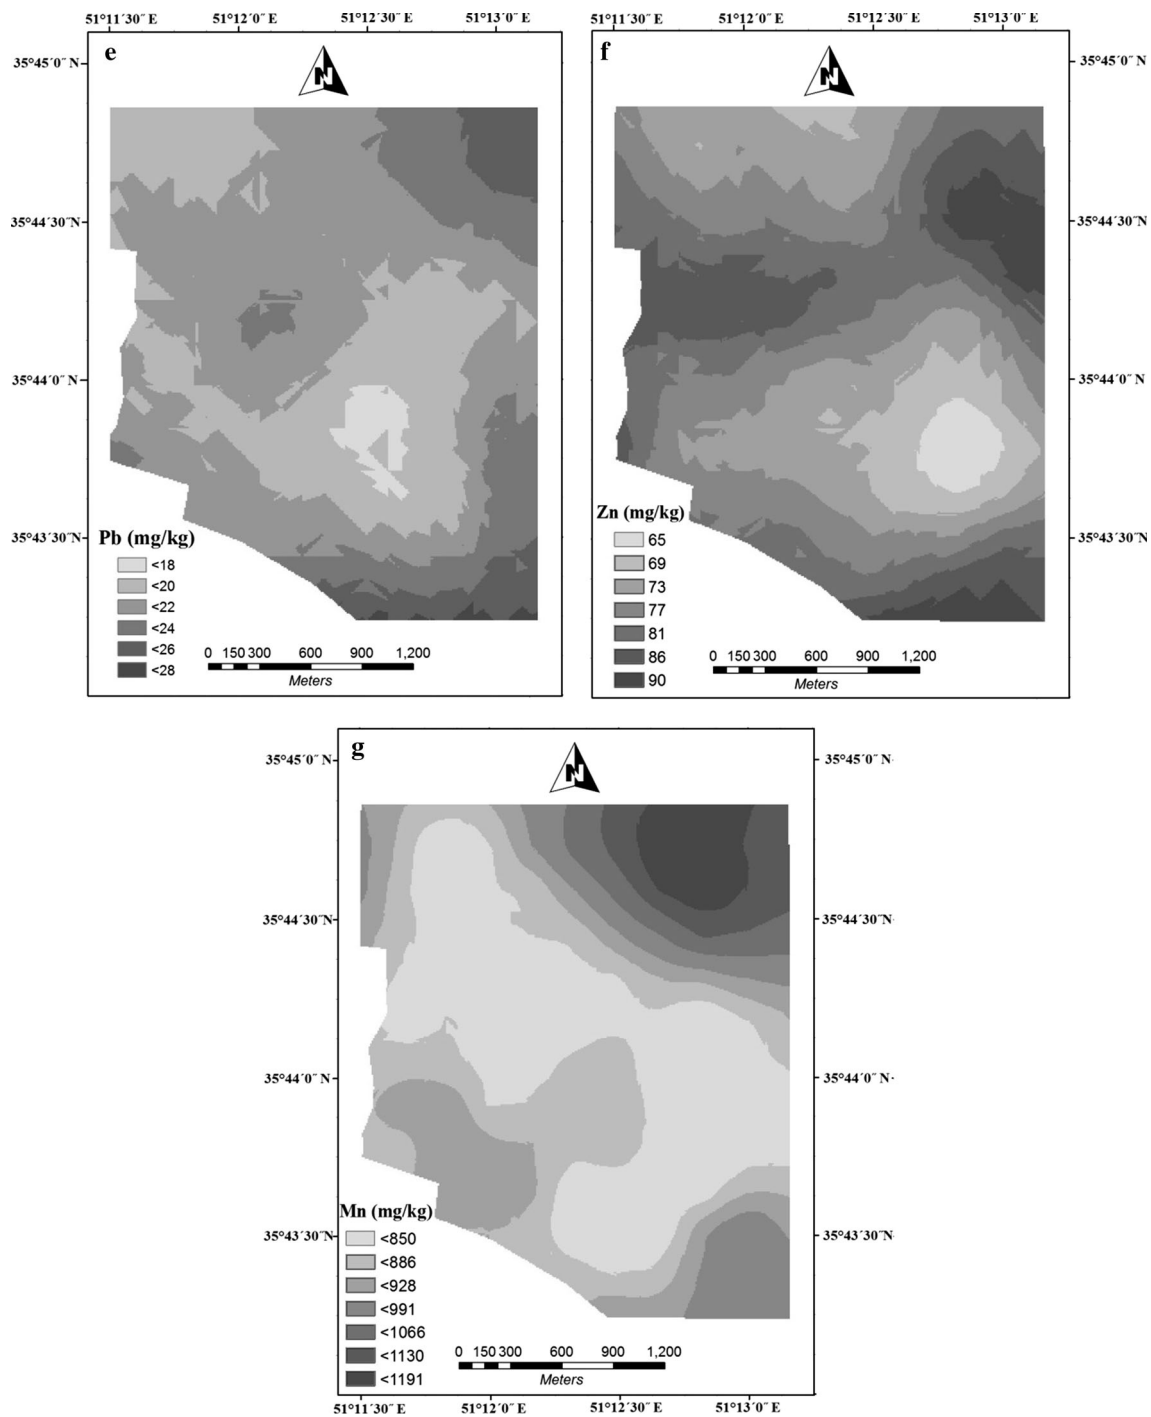 51°11´30˝ E 51°12´0˝ E 51°12´30˝ E 51°13´0˝ E
e
N
35°45´0˝ N
35°44´30˝N
35°44´0˝ N
35°43´30˝N
Pb (mg/kg)
<18
<20
<22
<24
<26
<28
0 150 300 600 900 1,200
Meters
51°11´30˝ E 51°12´0˝ E 51°12´30˝ E 51°13´0˝ E
f
N
35°45´0˝ N
35°44´30˝N
35°44´0˝ N
35°43´30˝N
Zn (mg/kg)
65
69
73
77
81
86
90
0 150 300 600 900 1,200
Meters
g
N
35°45´0˝ N 35°45´0˝ N
35°44´30˝N 35°44´30˝N
35°44´0˝ N 35°44´0˝ N
35°43´30˝N 35°43´30˝N
Mn (mg/kg)
<850
<886
<928
<991
<1066
<1130
<1191
0 150 300 600 900 1,200
Meters
51°11´30˝ E 51°12´0˝ E 51°12´30˝ E 51°13´0˝ E